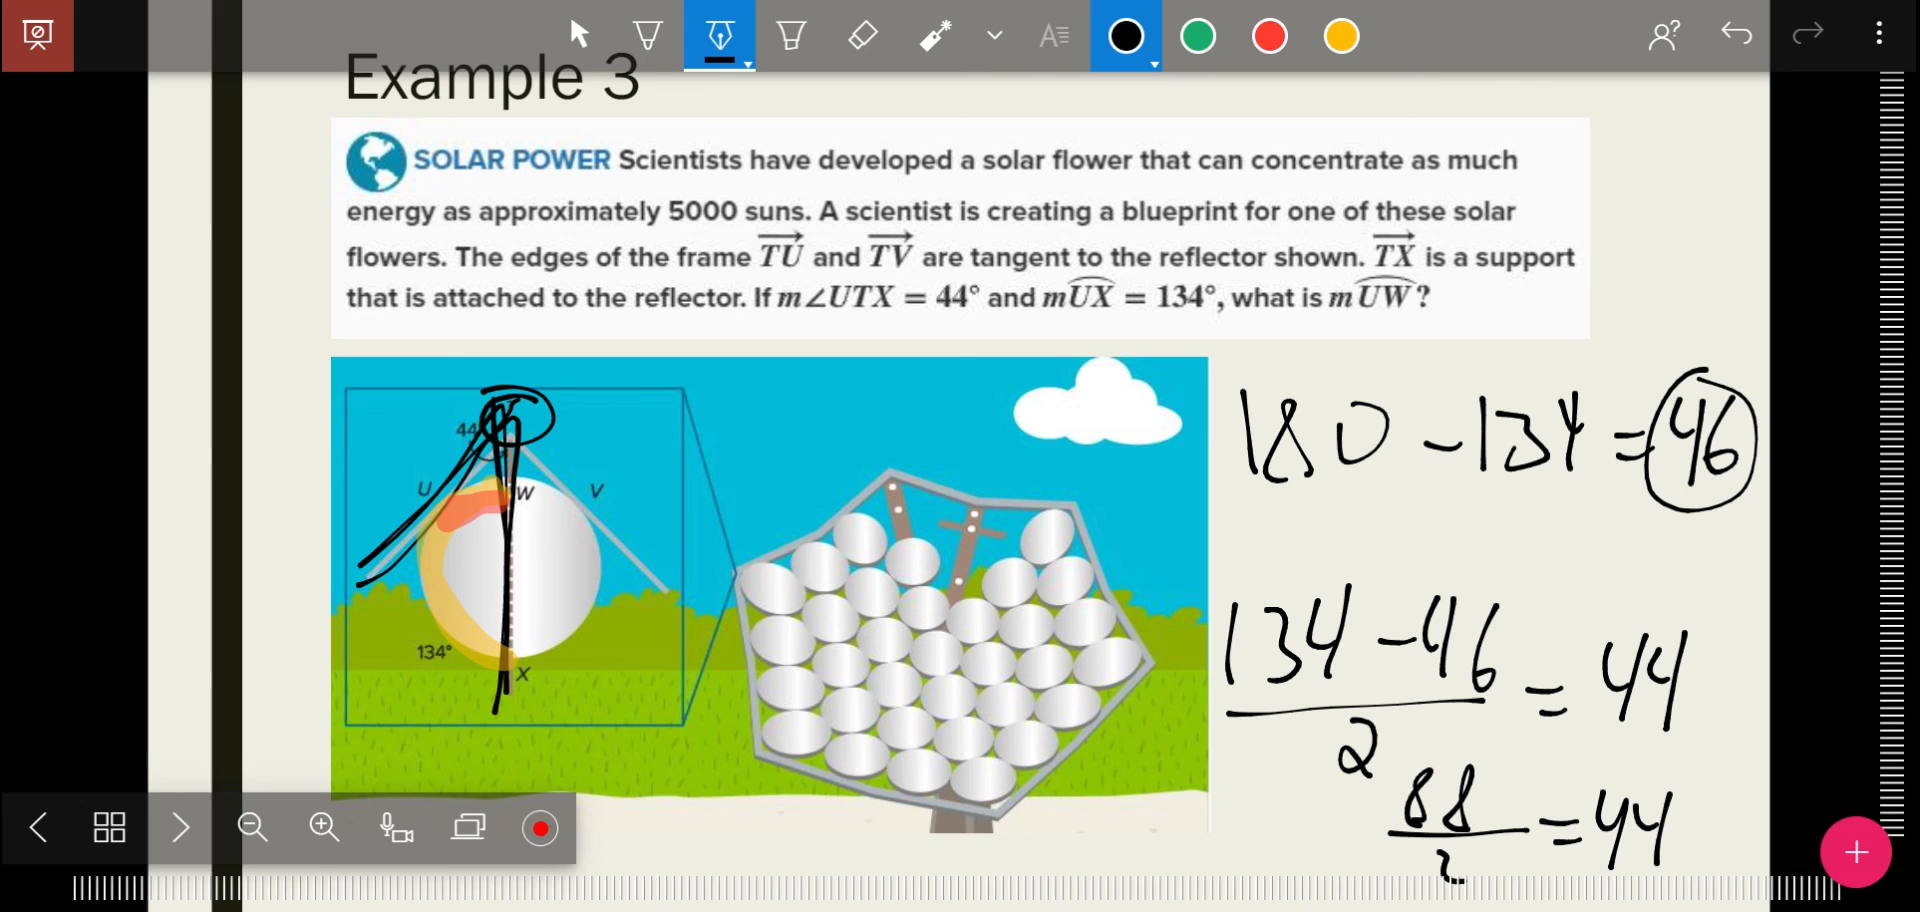 Example 3
SOLAR POWER Scientists have developed a solar flower that can concentrate as much
energy as approximately 5000 suns. A scientist is creating a blueprint for one of these solar
flowers. The edges of the frame TU and TV are tangent to the reflector shown. TX is a support
that is attached to the reflector. If m∠UTX = 44° and mUX = 134°, what is mUW?
44
U
W
V
134°
X
180 - 134 = 46
134 - 46
2
= 44
88
2
= 44